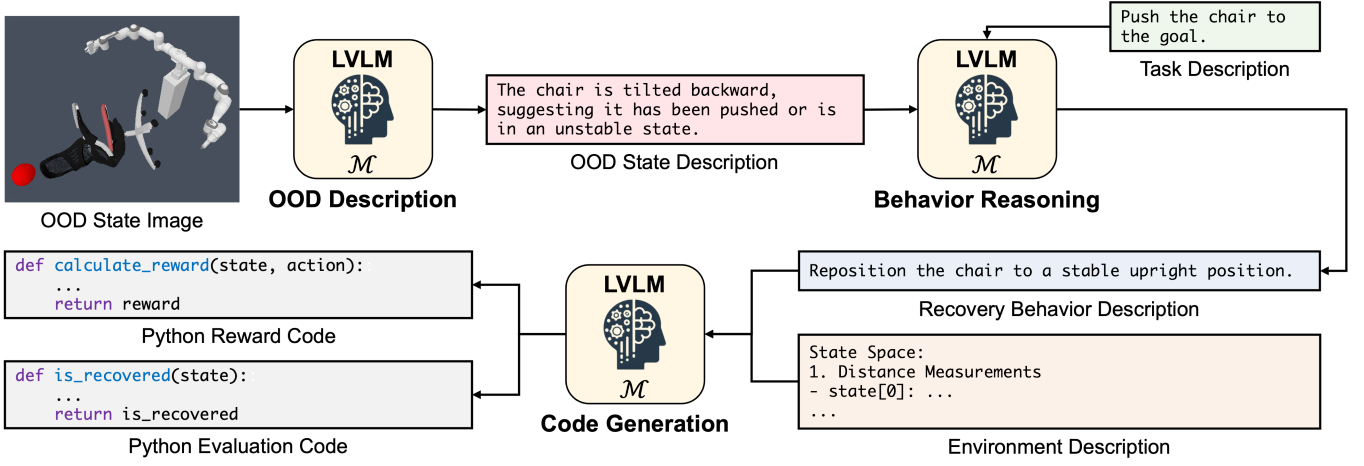 LVLM
ℳ
OOD State Image
OOD Description
The chair is tilted backward,
suggesting it has been pushed or is
in an unstable state.
OOD State Description
LVLM
ℳ
Behavior Reasoning
Push the chair to
the goal.
Task Description
Reposition the chair to a stable upright position.
Recovery Behavior Description
State Space:
1. Distance Measurements
- state[0]: ...
...
Environment Description
LVLM
ℳ
Code Generation
def calculate_reward(state, action):
...
return reward
Python Reward Code
def is_recovered(state):
...
return is_recovered
Python Evaluation Code